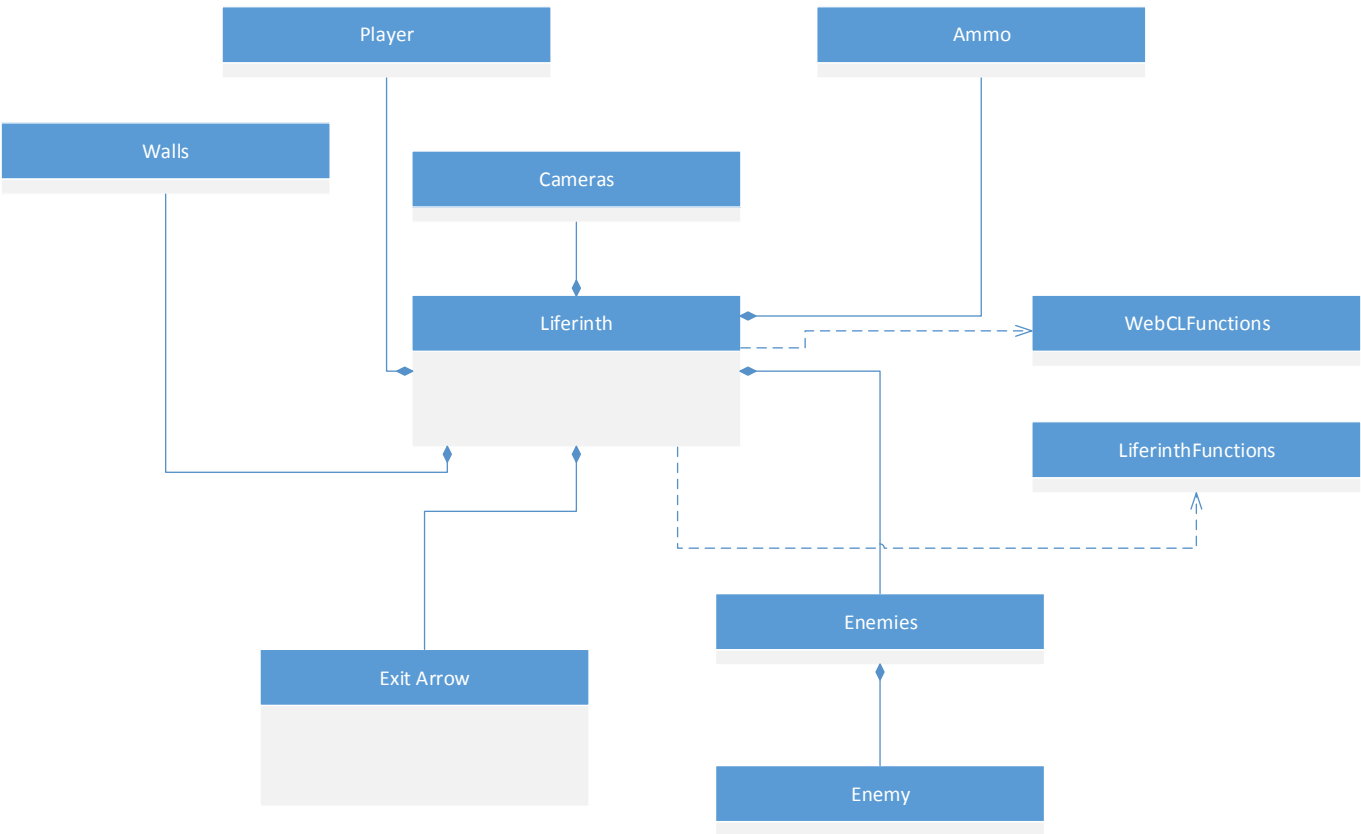 Player
Ammo
Walls
Cameras
Liferinth
WebCLFunctions
LiferinthFunctions
Enemies
Exit Arrow
Enemy